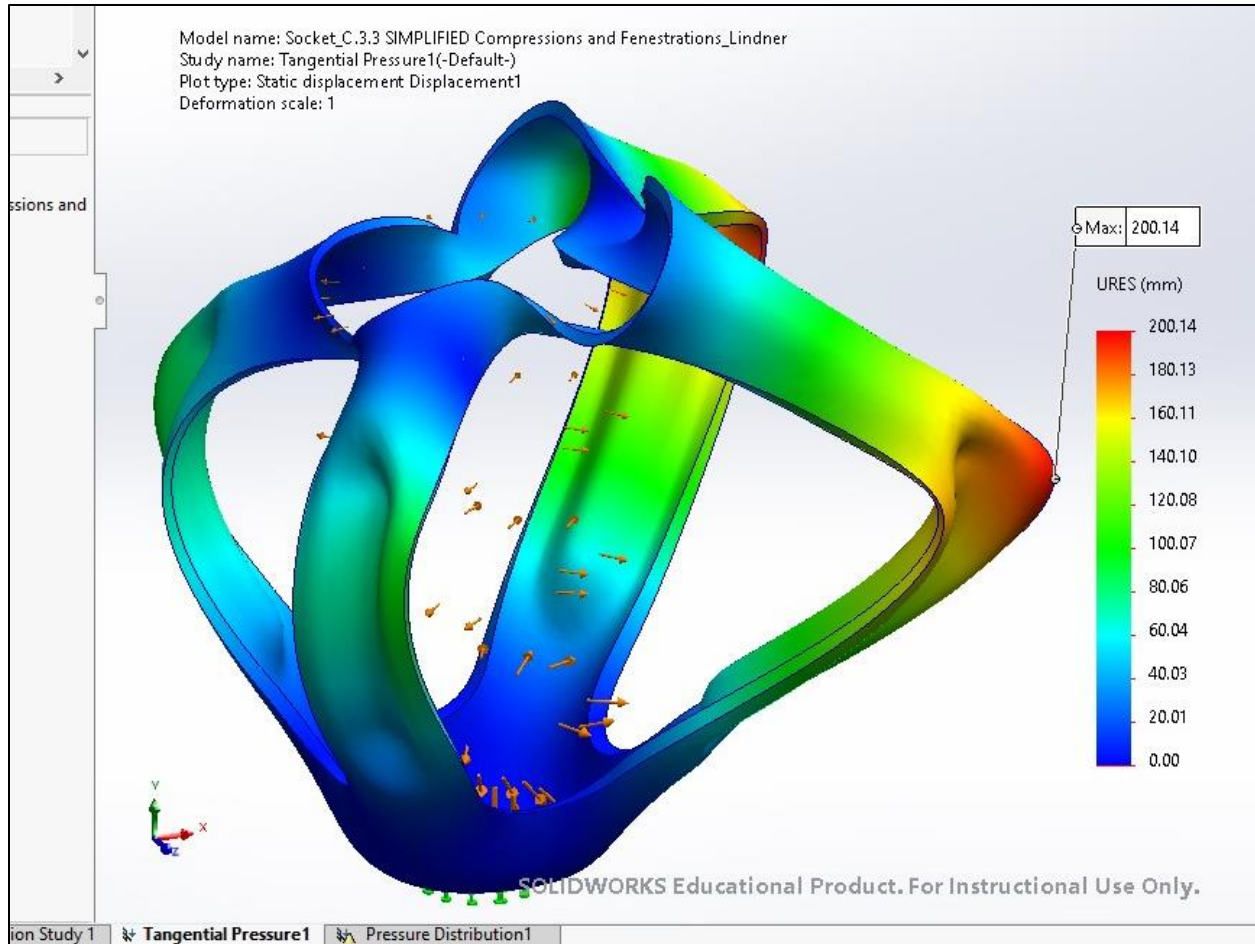 Model name: Socket_C.3.3 SIMPLIFIED Compressions and Fenestrations_Lindner
Study name: Tangential Pressure1(-Default-)
Plot type: Static displacement Displacement1
Deformation scale: 1
ssions and
Max: 200.14
URES (mm)
200.14
180.13
160.11
140.10
120.08
100.07
80.06
60.04
40.03
20.01
0.00
Y
X
Z
SOLIDWORKS Educational Product. For Instructional Use Only.
ion Study 1 Tangential Pressure1 Pressure Distribution1